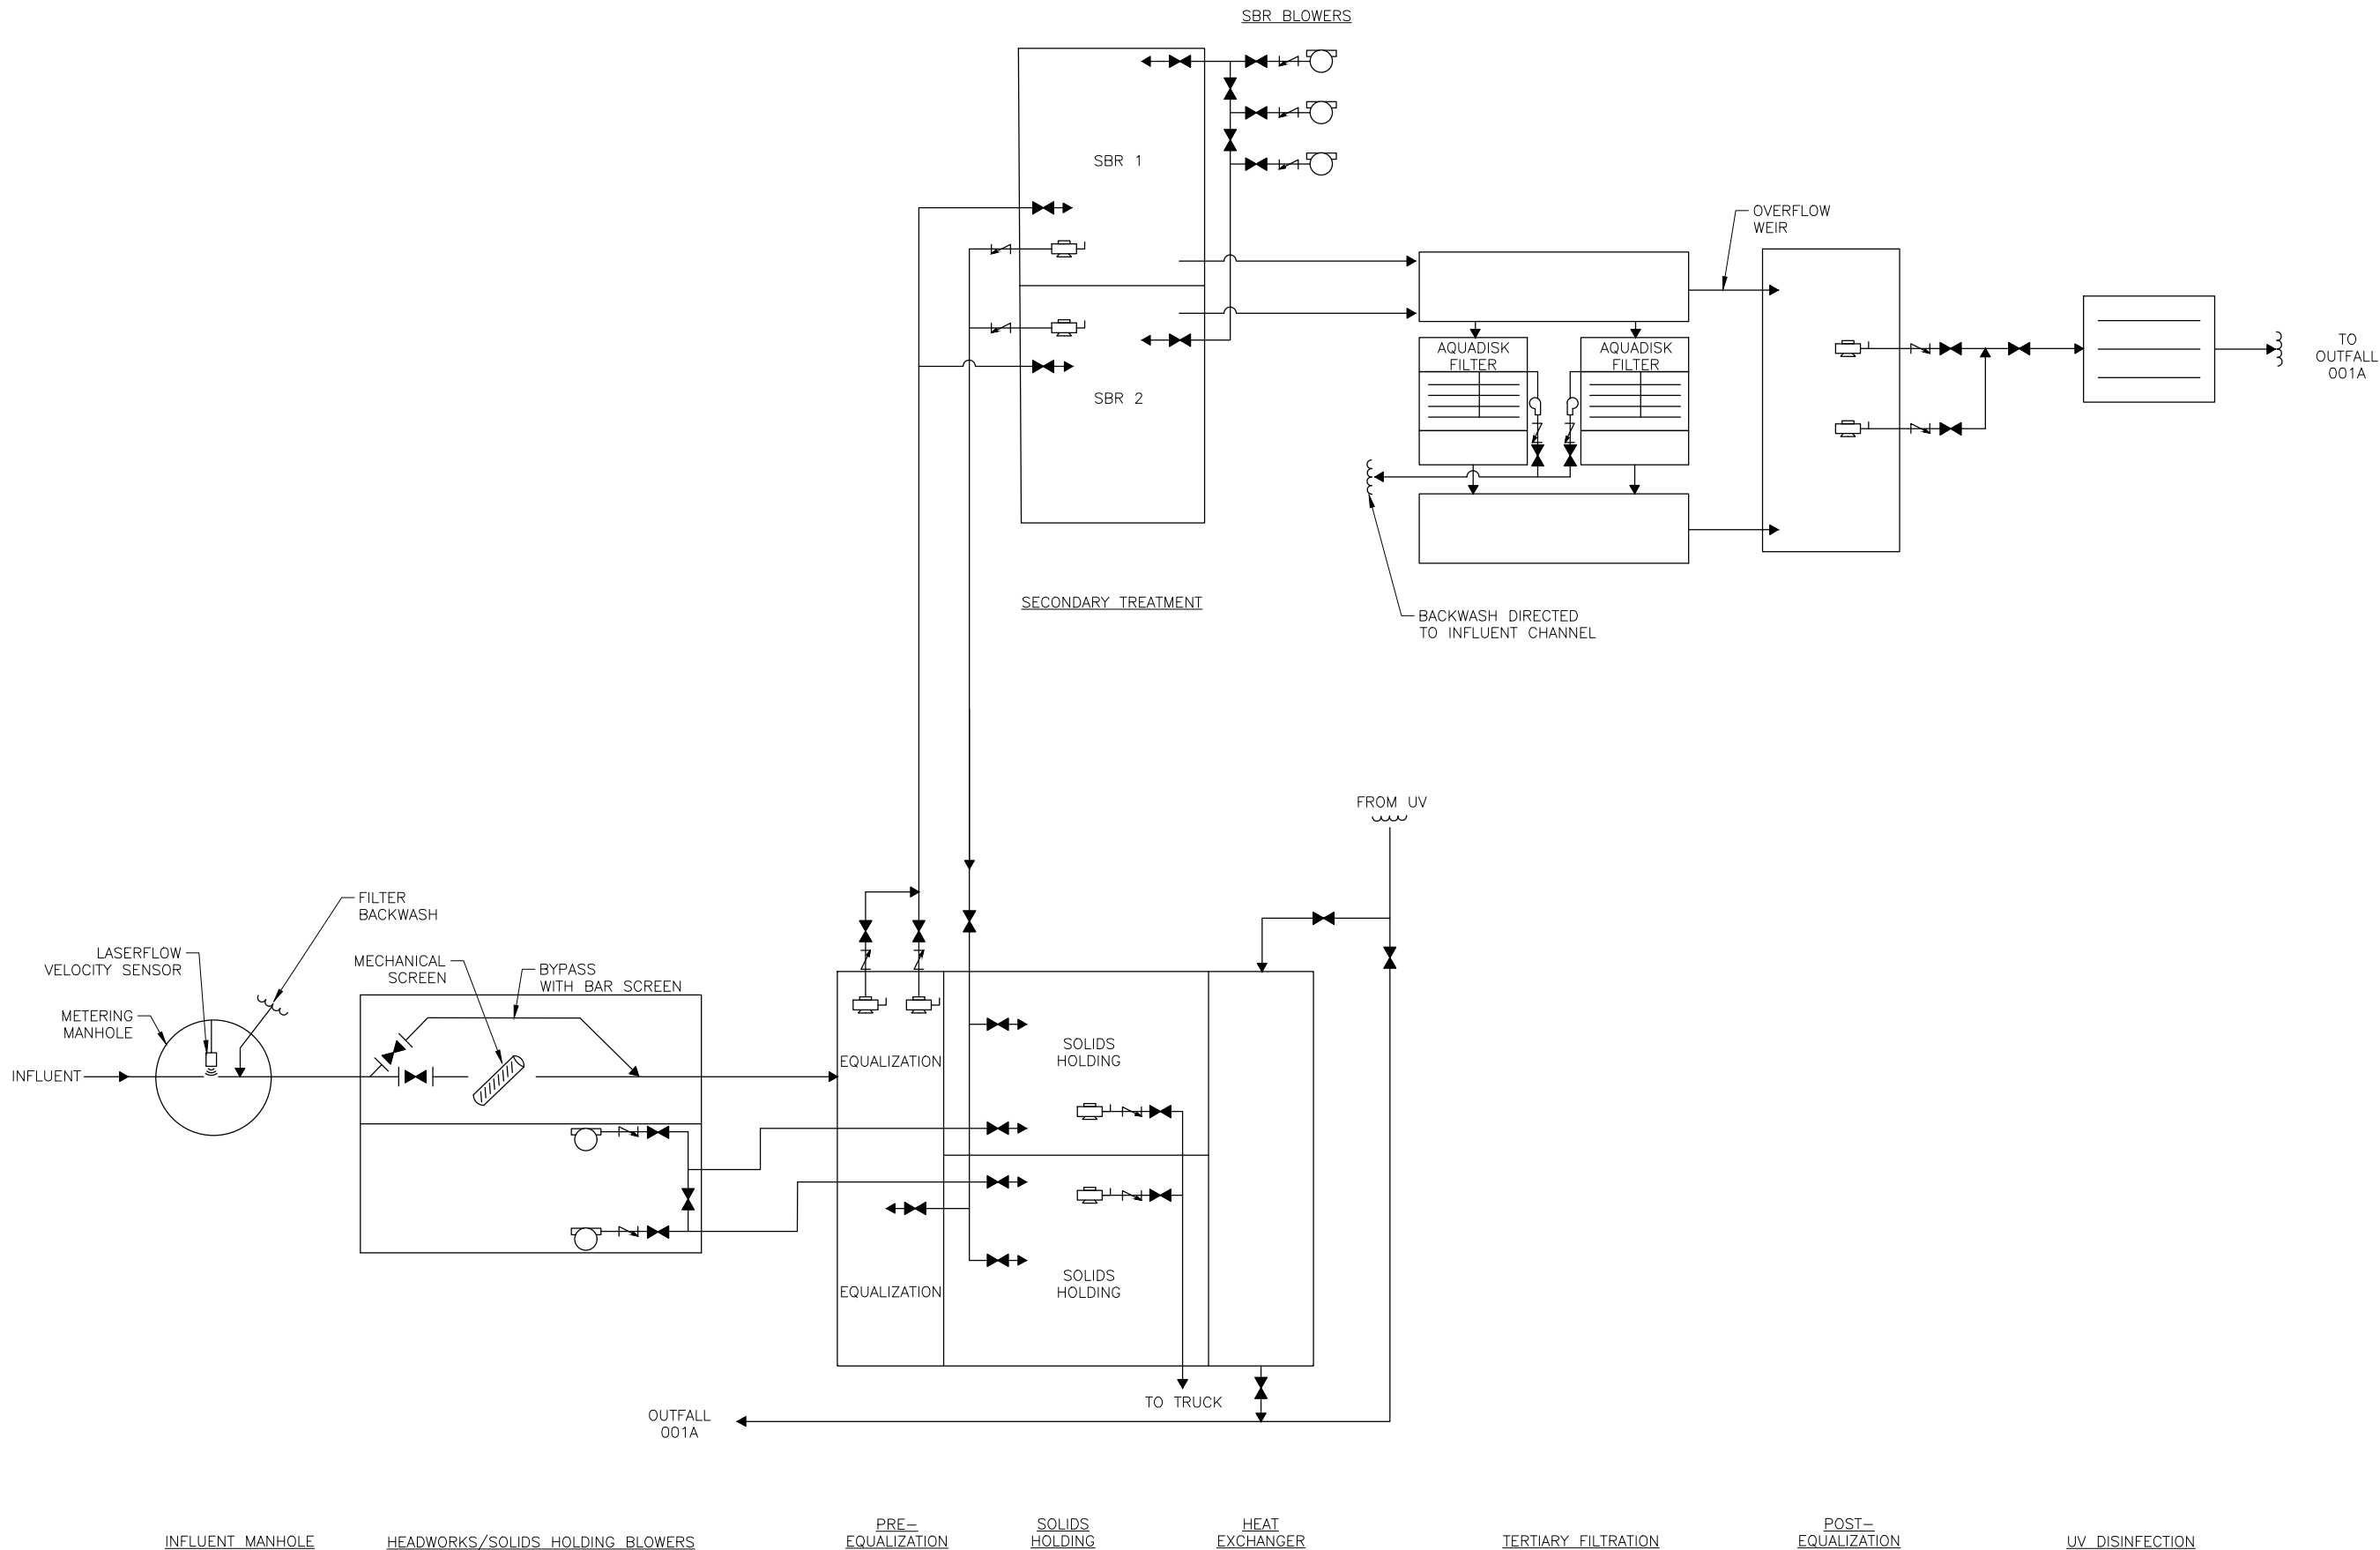 SBR BLOWERS
SBR 1
OVERFLOW
WEIR
TO
OUTFALL
001A
AQUADISK
FILTER
AQUADISK
FILTER
SBR 2
SECONDARY TREATMENT
BACKWASH DIRECTED
TO INFLUENT CHANNEL
FROM UV
FILTER
BACKWASH
LASERFLOW
VELOCITY SENSOR
MECHANICAL
SCREEN
BYPASS
WITH BAR SCREEN
METERING
MANHOLE
INFLUENT
EQUALIZATION
SOLIDS
HOLDING
EQUALIZATION
SOLIDS
HOLDING
TO TRUCK
OUTFALL
001A
INFLUENT MANHOLE
HEADWORKS/SOLIDS HOLDING BLOWERS
PRE-
EQUALIZATION
SOLIDS
HOLDING
HEAT
EXCHANGER
TERTIARY FILTRATION
POST-
EQUALIZATION
UV DISINFECTION